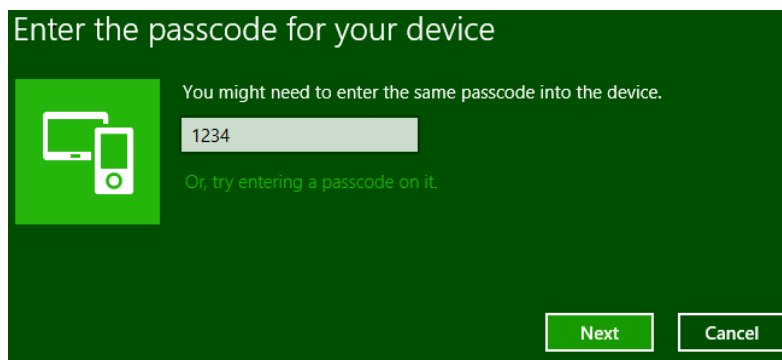 Enter the passcode for your device
You might need to enter the same passcode into the device.
1234
Or, try entering a passcode on it.
Next Cancel